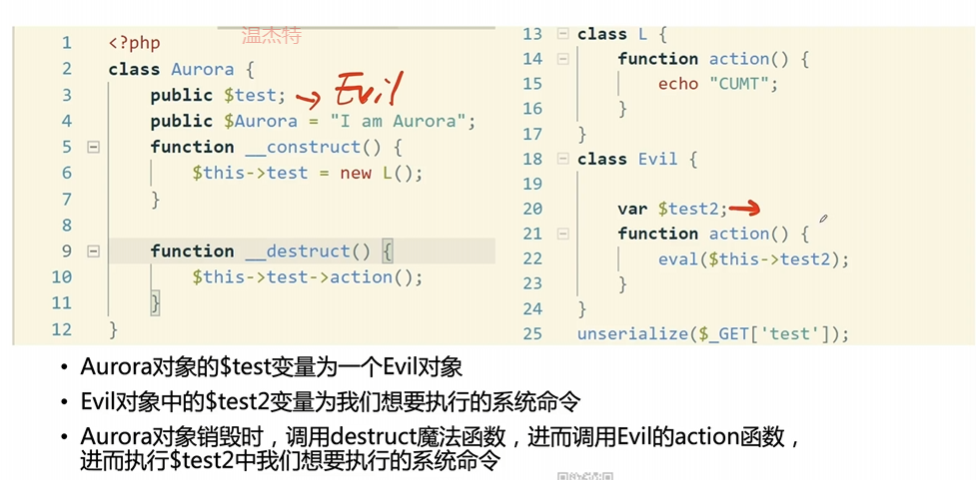 温杰特
1 <?php
2 class Aurora {
3 public $test; → Evil
4 public $Aurora = "I am Aurora";
5 function __construct() {
6 $this->test = new L();
7 }
8
9 function __destruct() {
10 $this->test->action();
11 }
12 }
13 class L {
14 function action() {
15 echo "CUMT";
16 }
17 }
18 class Evil {
19
20 var $test2;→
21 function action() {
22 eval($this->test2);
23 }
24 }
25 unserialize($_GET['test']);
• Aurora对象的$test变量为一个Evil对象
• Evil对象中的$test2变量为我们想要执行的系统命令
• Aurora对象销毁时，调用destruct魔法函数，进而调用Evil的action函数，
进而执行$test2中我们想要执行的系统命令